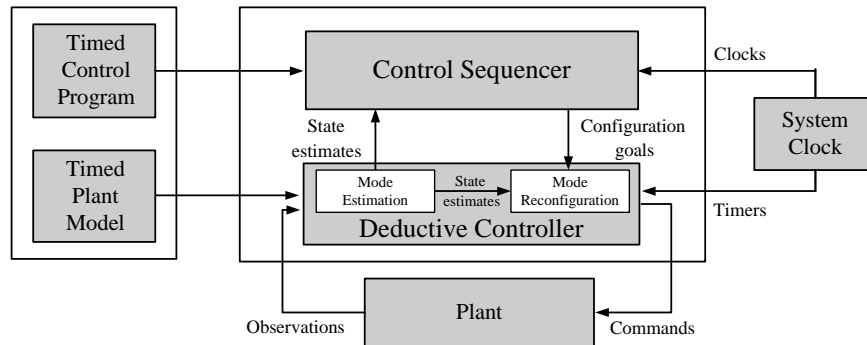 Timed
Control
Program
Control Sequencer
Clocks
System
Clock
State
estimates
Configuration
goals
Timed
Plant
Model
Mode
Estimation
State
estimates
Mode
Reconfiguration
Deductive Controller
Timers
Observations
Plant
Commands